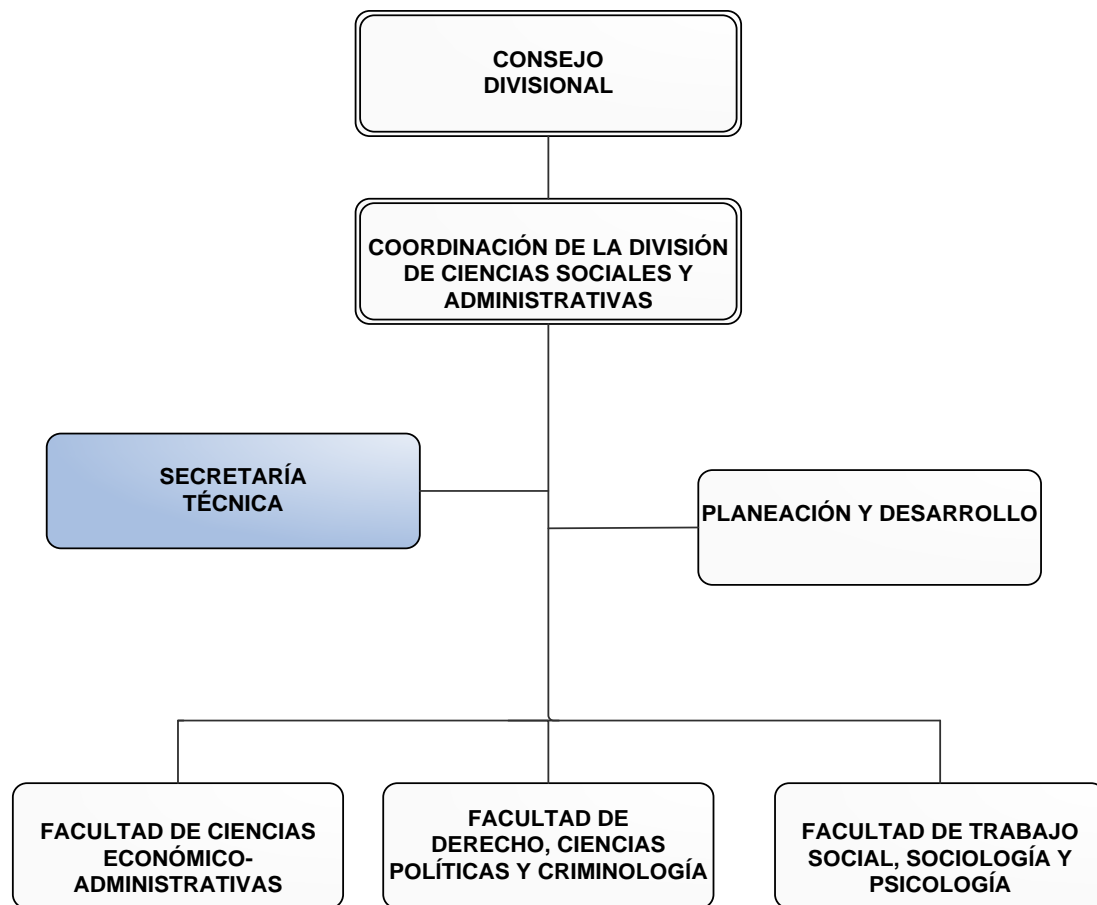 CONSEJO
DIVISIONAL
COORDINACIÓN DE LA DIVISIÓN
DE CIENCIAS SOCIALES Y
ADMINISTRATIVAS
SECRETARÍA
TÉCNICA
PLANEACIÓN Y DESARROLLO
FACULTAD DE CIENCIAS
ECONÓMICO-
ADMINISTRATIVAS
FACULTAD DE
DERECHO, CIENCIAS
POLÍTICAS Y CRIMINOLOGÍA
FACULTAD DE TRABAJO
SOCIAL, SOCIOLOGÍA Y
PSICOLOGÍA